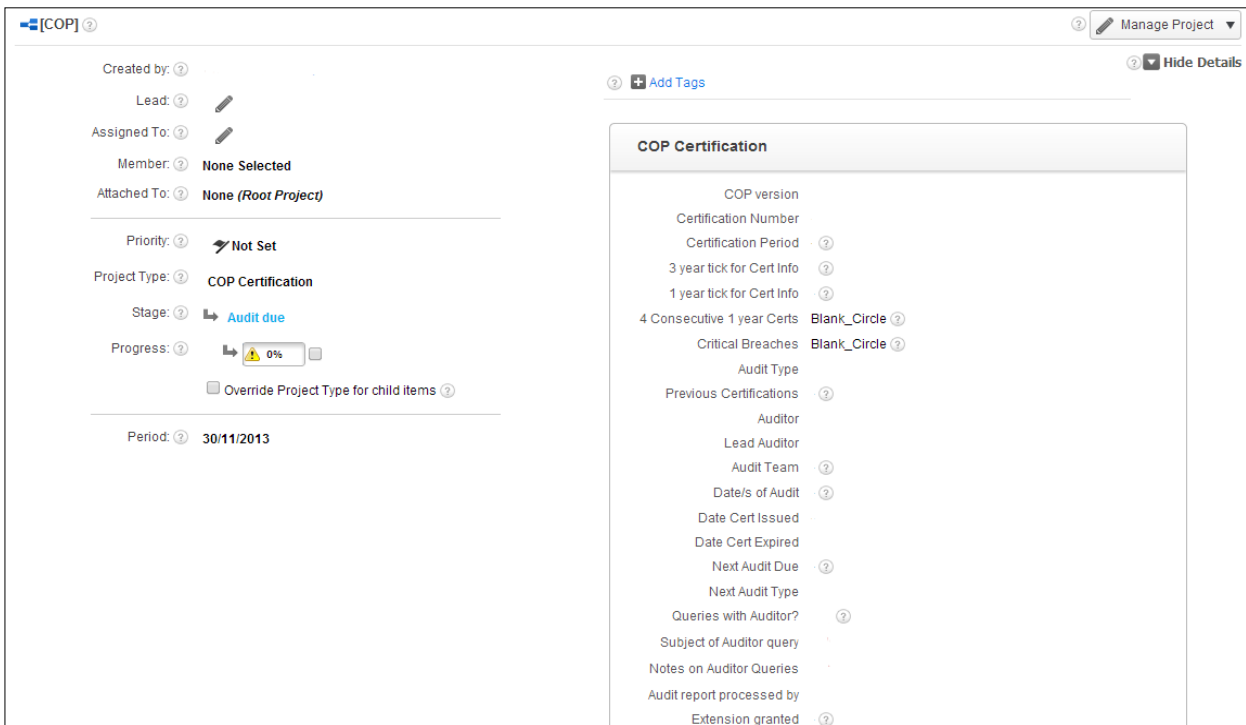 [COP]
Manage Project
Hide Details
Created by:
Lead:
Assigned To:
Member: None Selected
Attached To: None (Root Project)
Priority: Not Set
Project Type: COP Certification
Stage: Audit due
Progress: 0%
Override Project Type for child items
Period: 30/11/2013
Add Tags
COP Certification
COP version
Certification Number
Certification Period
3 year tick for Cert Info
1 year tick for Cert Info
4 Consecutive 1 year Certs Blank_Circle
Critical Breaches Blank_Circle
Audit Type
Previous Certifications
Auditor
Lead Auditor
Audit Team
Date/s of Audit
Date Cert Issued
Date Cert Expired
Next Audit Due
Next Audit Type
Queries with Auditor?
Subject of Auditor query
Notes on Auditor Queries
Audit report processed by
Extension granted